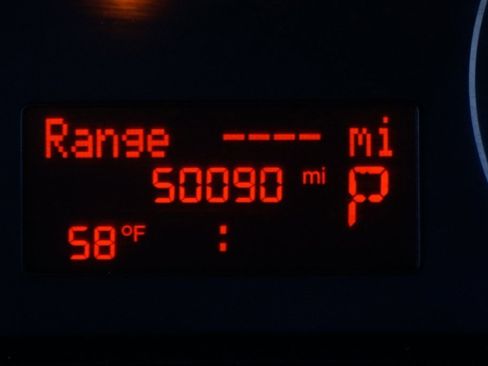 Range ---- mi
50090 mi P
58°F :